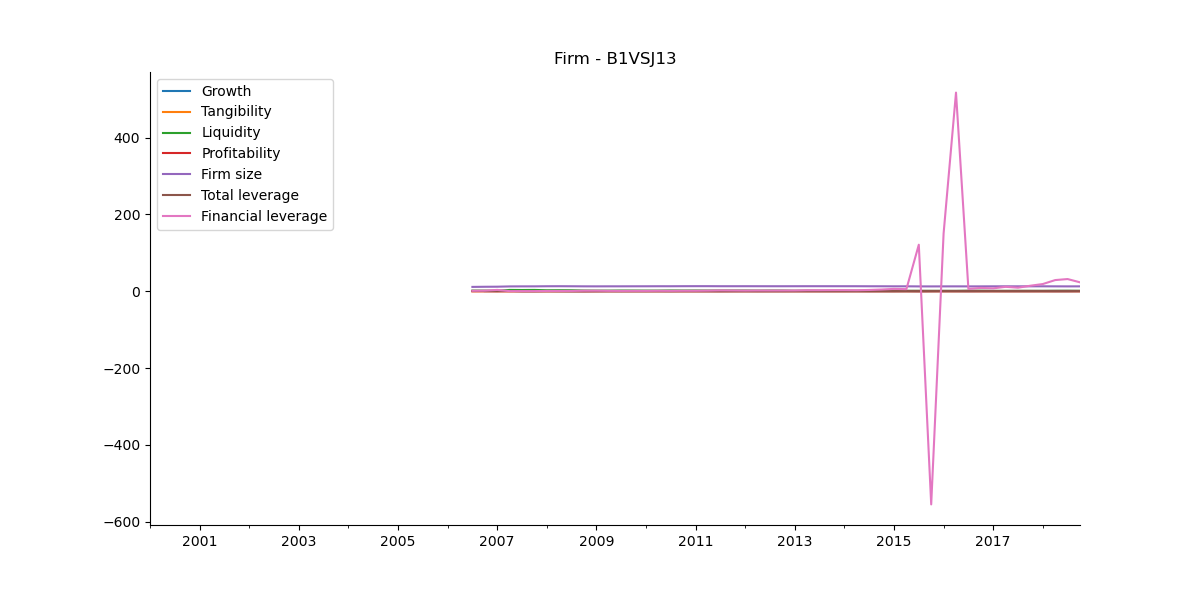 Firm - B1VSJ13
Growth
Tangibility
Liquidity
Profitability
Firm size
Total leverage
Financial leverage
400
200
0
−200
−400
−600
2001 2003 2005 2007 2009 2011 2013 2015 2017